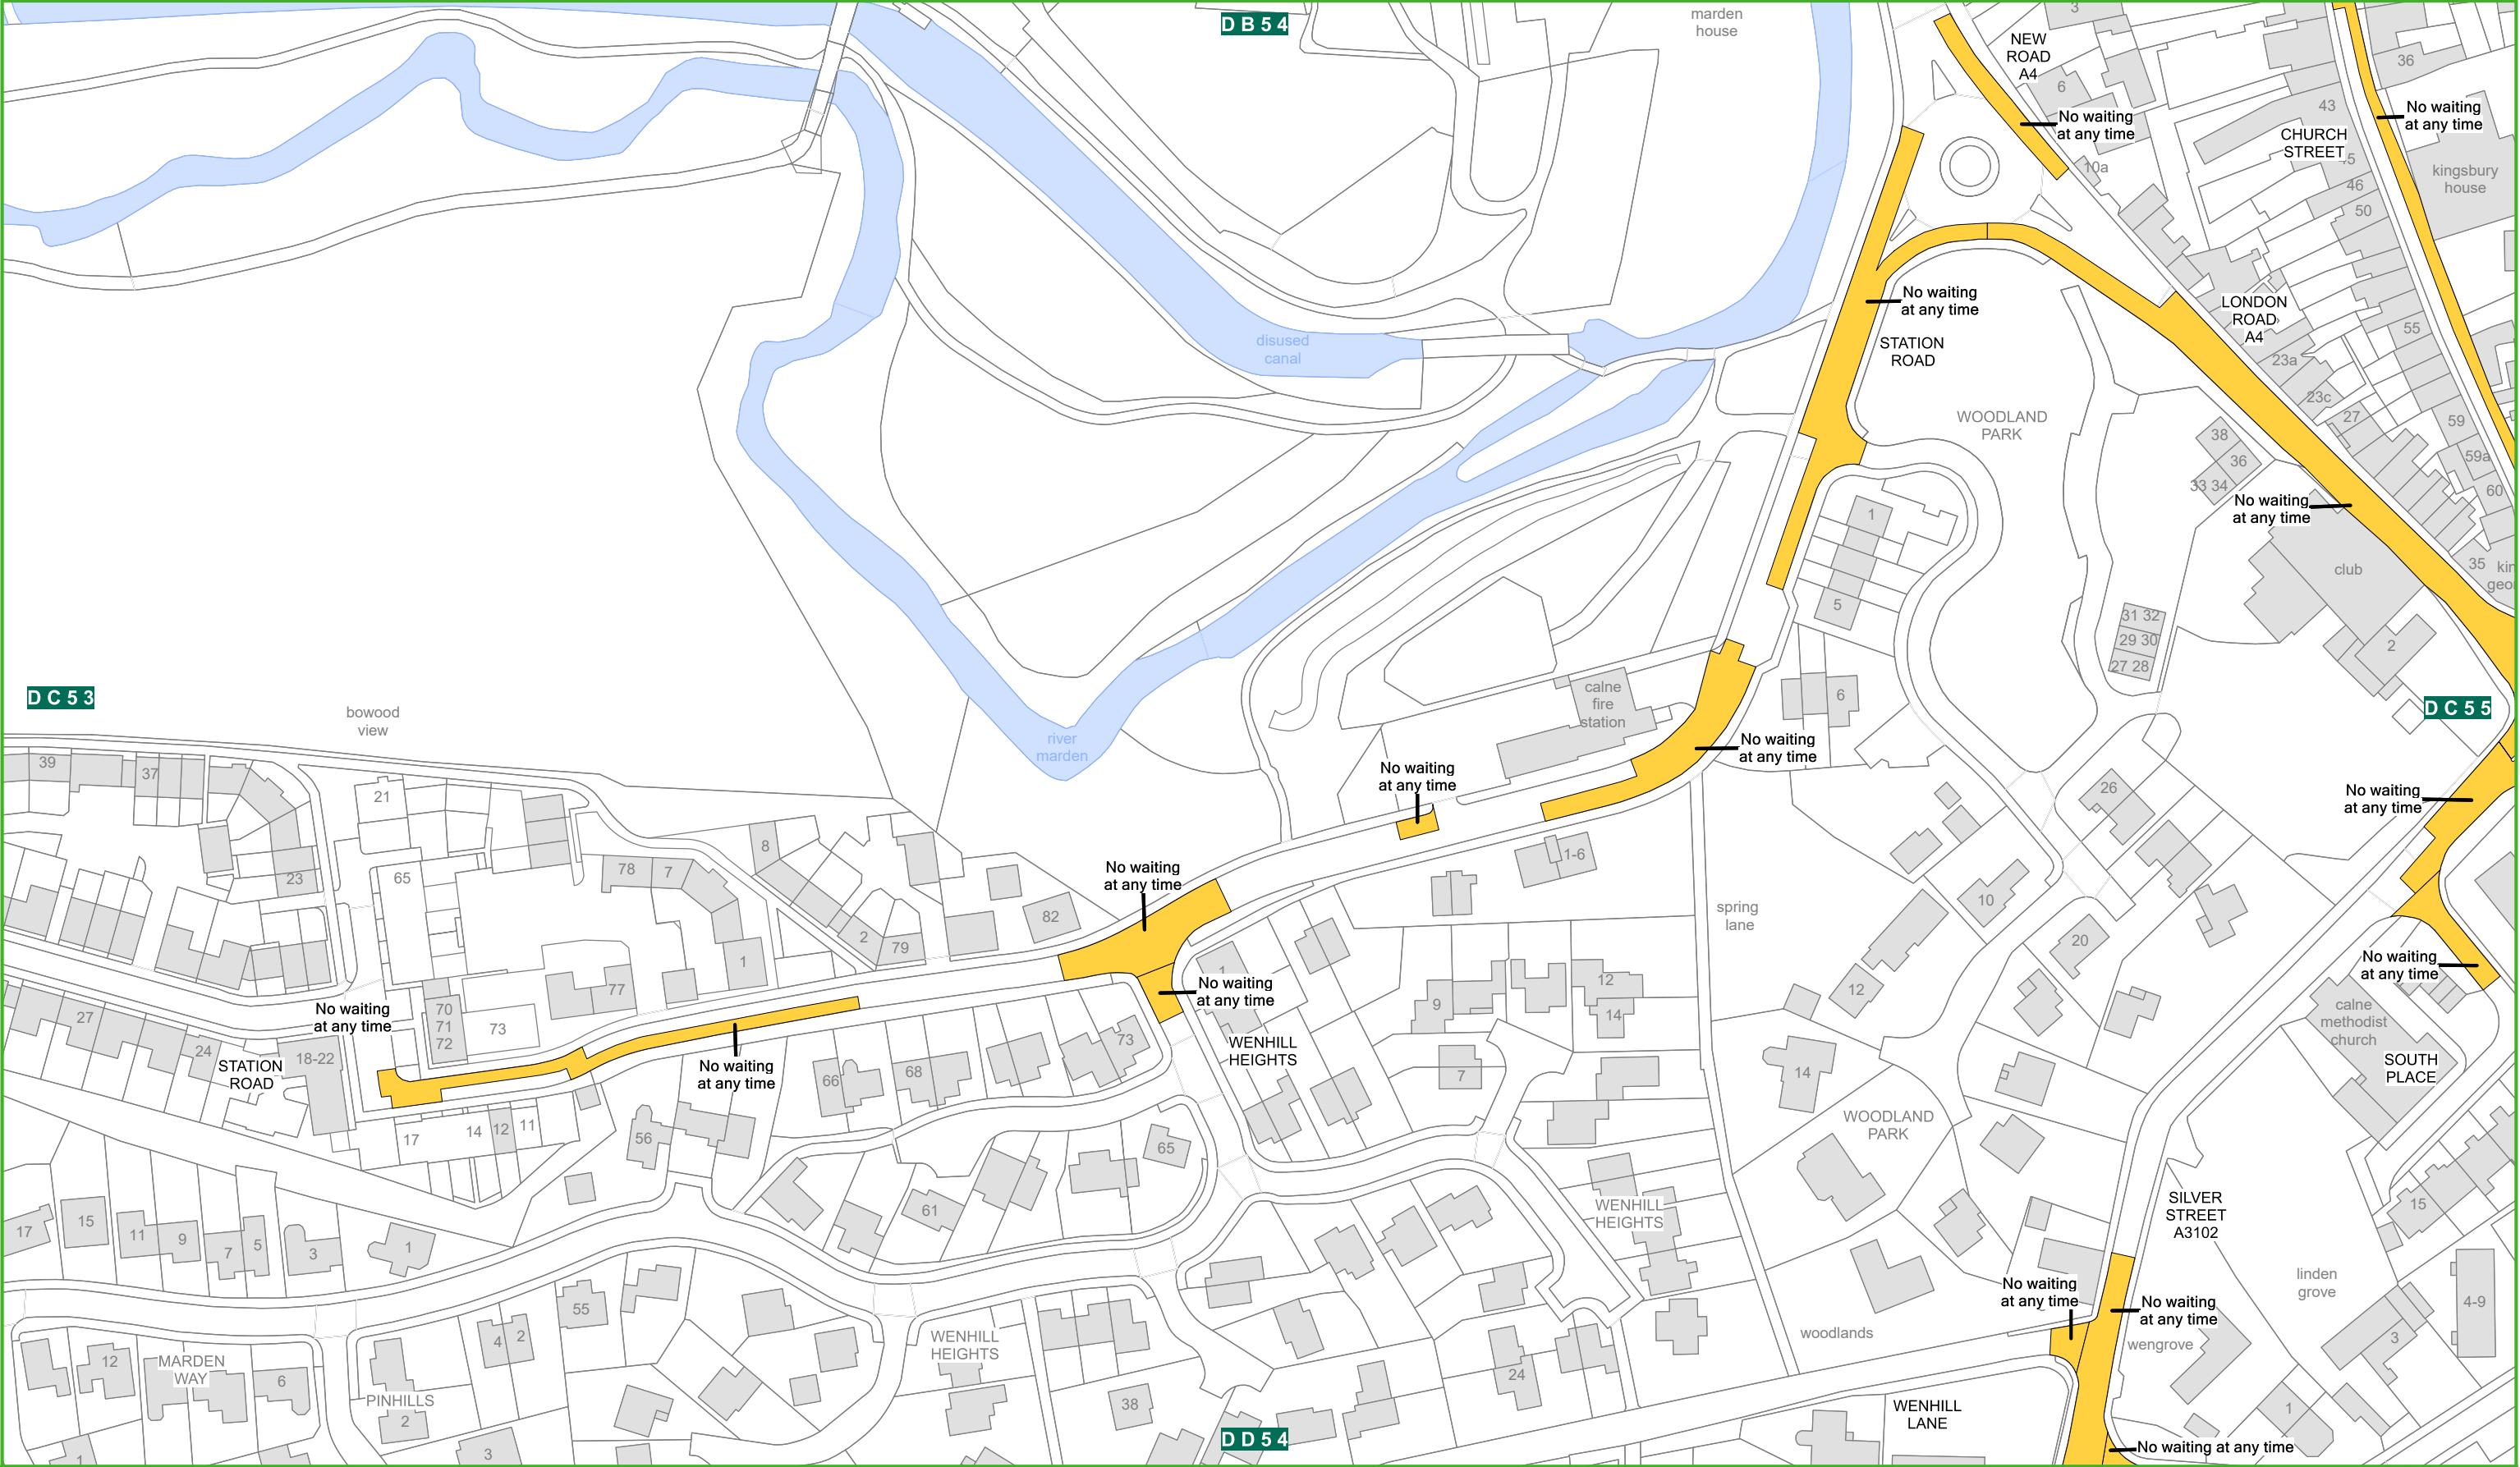 D B 5 4
marden
house
3
NEW
ROAD
A4
36
6
43
No waiting
at any time
No waiting
at any time
CHURCH
STREET
45
10a
46
kingsbury
house
50
No waiting
at any time
LONDON
ROAD
A4
disused
canal
STATION
ROAD
55
23a
23c
27
WOODLAND
PARK
59
38
36
59a
33 34
60
No waiting
at any time
1
35
club
5
31 32
29 30
27 28
2
D C 5 3
D C 5 5
bowood
view
calne
fire
station
6
river
marden
No waiting
at any time
39
37
21
No waiting
at any time
26
No waiting
at any time
8
1-6
78
7
65
23
No waiting
at any time
10
82
spring
lane
2
79
20
1
1
No waiting
at any time
No waiting
at any time
77
12
9
12
70
71
72
73
No waiting
at any time
27
14
calne
methodist
church
24
STATION
ROAD
18-22
73
WENHILL
HEIGHTS
SOUTH
PLACE
No waiting
at any time
66
68
7
14
17
14
12
11
56
65
WOODLAND
PARK
SILVER
STREET
A3102
15
17
15
11
9
7
5
3
1
61
WENHILL
HEIGHTS
linden
grove
No waiting
at any time
No waiting
at any time
4-9
55
4
2
WENHILL
HEIGHTS
woodlands
wengrove
3
12
MARDEN
WAY
6
PINHILLS
2
24
38
WENHILL
LANE
1
D D 5 4
1
3
No waiting at any time